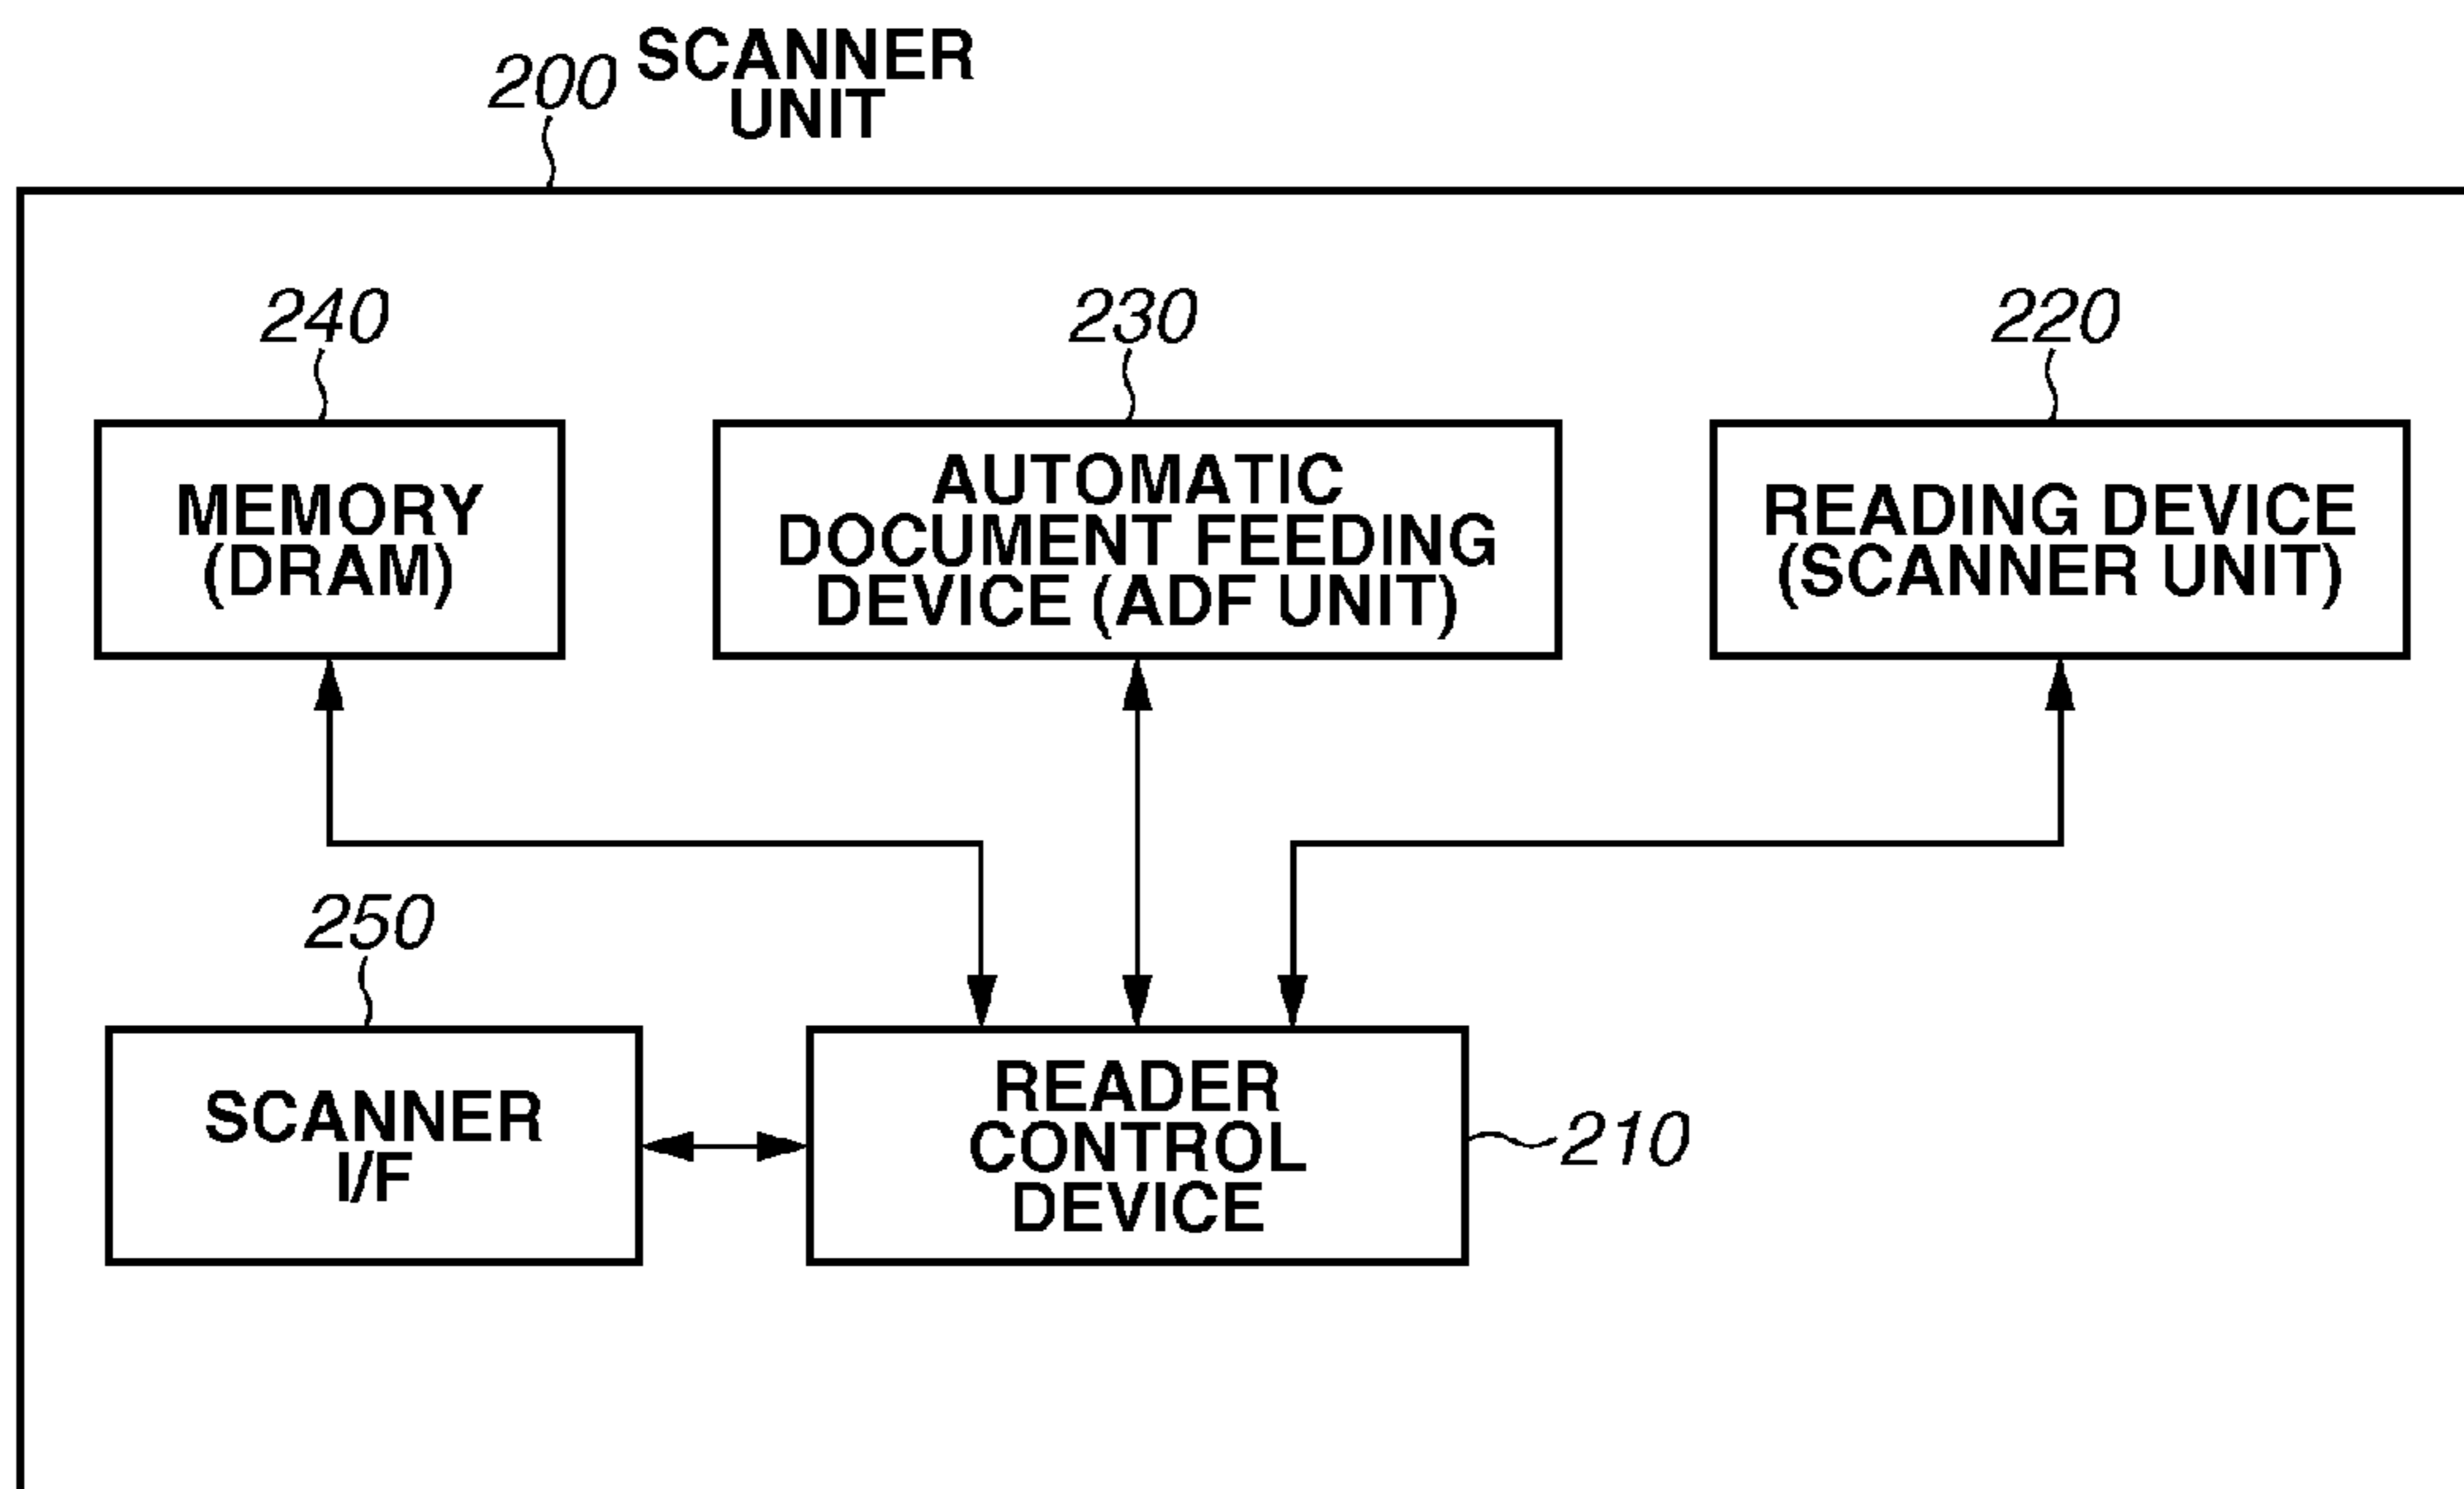 200
SCANNER
UNIT
240
230
220
MEMORY
(DRAM)
AUTOMATIC
DOCUMENT FEEDING
DEVICE (ADF UNIT)
READING DEVICE
(SCANNER UNIT)
250
SCANNER
I/F
READER
CONTROL
DEVICE
210